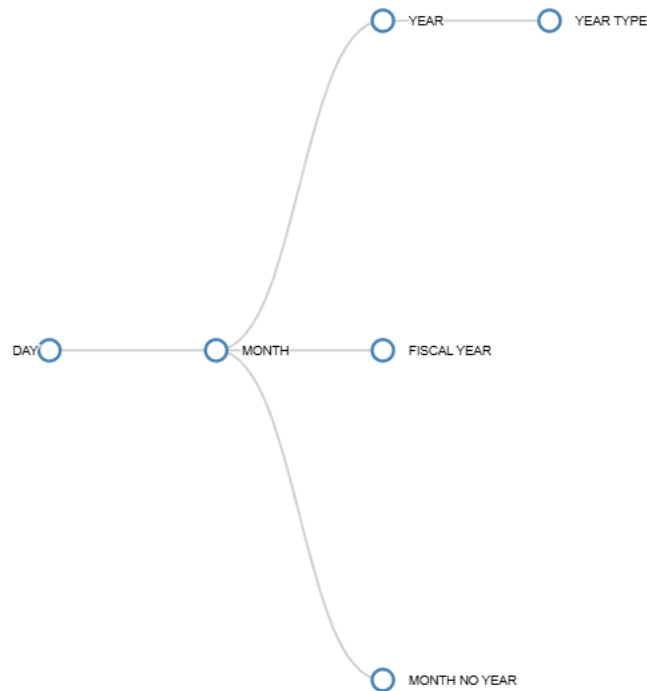 YEAR
YEAR TYPE
DAY
MONTH
FISCAL YEAR
MONTH NO YEAR